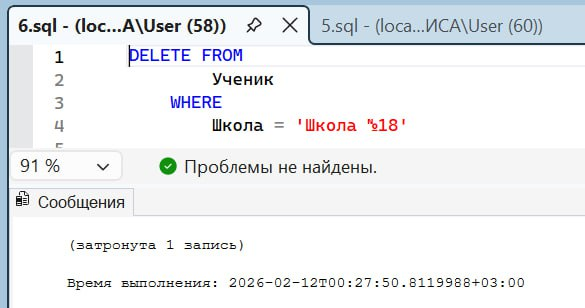 6.sql - (loc...A\User (58))
5.sql - (loca...ИСА\User (60))
1 DELETE FROM
2 Ученик
3 WHERE
4 Школа = 'Школа №18'
91 %
Проблемы не найдены.
Сообщения
(затронута 1 запись)
Время выполнения: 2026-02-12T00:27:50.8119988+03:00